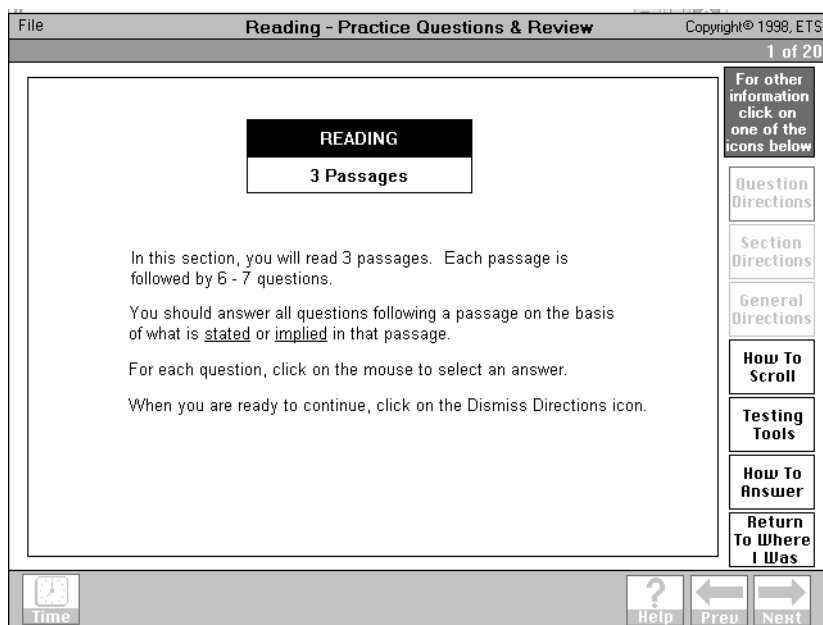 File
Reading - Practice Questions & Review
Copyright© 1998, ETS
1 of 20
READING
3 Passages
In this section, you will read 3 passages. Each passage is
followed by 6 - 7 questions.
You should answer all questions following a passage on the basis
of what is stated or implied in that passage.
For each question, click on the mouse to select an answer.
When you are ready to continue, click on the Dismiss Directions icon.
For other
information
click on
one of the
icons below
Question
Directions
Section
Directions
General
Directions
How To
Scroll
Testing
Tools
How To
Answer
Return
To Where
I Was
Time
?
Help
Prev
Next